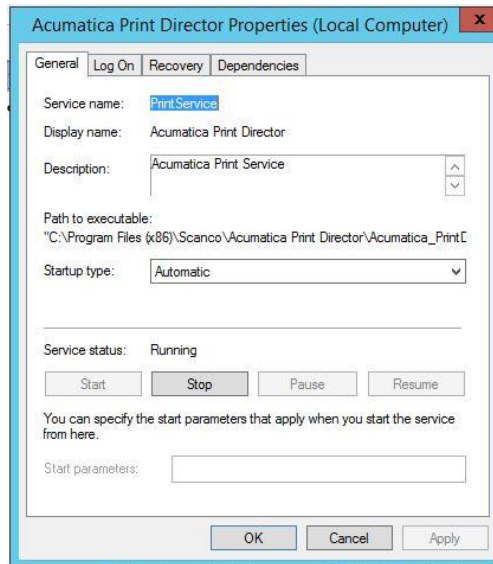 Acumatica Print Director Properties (Local Computer) x
General Log On Recovery Dependencies
Service name: PrintService
Display name: Acumatica Print Director
Description: Acumatica Print Service
Path to executable:
"C:\Program Files (x86)\Scanco\Acumatica Print Director\Acumatica_PrintD
Startup type: Automatic
Service status: Running
Start Stop Pause Resume
You can specify the start parameters that apply when you start the service
from here.
Start parameters:
OK Cancel Apply